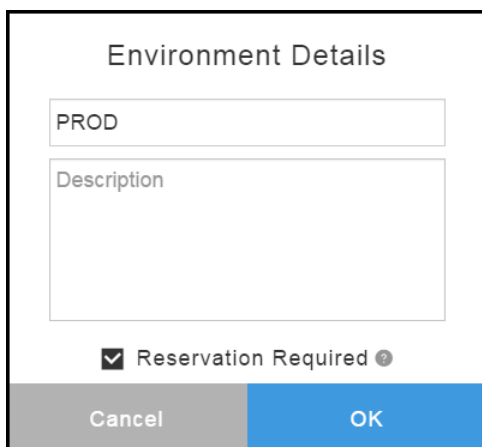 Environment Details
PROD
Description
Reservation Required ?
Cancel OK